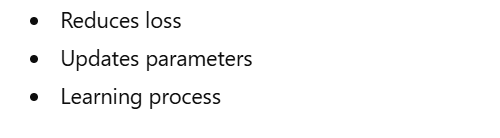 • Reduces loss
• Updates parameters
• Learning process